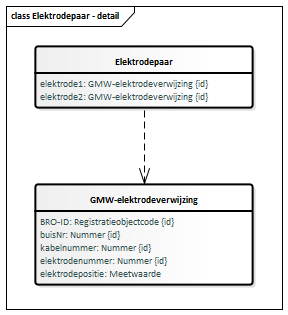 class Elektrodepaar - detail
Elektrodepaar
elektrode1: GMW-elektrodeverwijzing {id}
elektrode2: GMW-elektrodeverwijzing {id}
GMW-elektrodeverwijzing
BRO-ID: Registratieobjectcode {id}
buisNr: Nummer {id}
kabelnummer: Nummer {id}
elektrodenummer: Nummer {id}
elektrodepositie: Meetwaarde